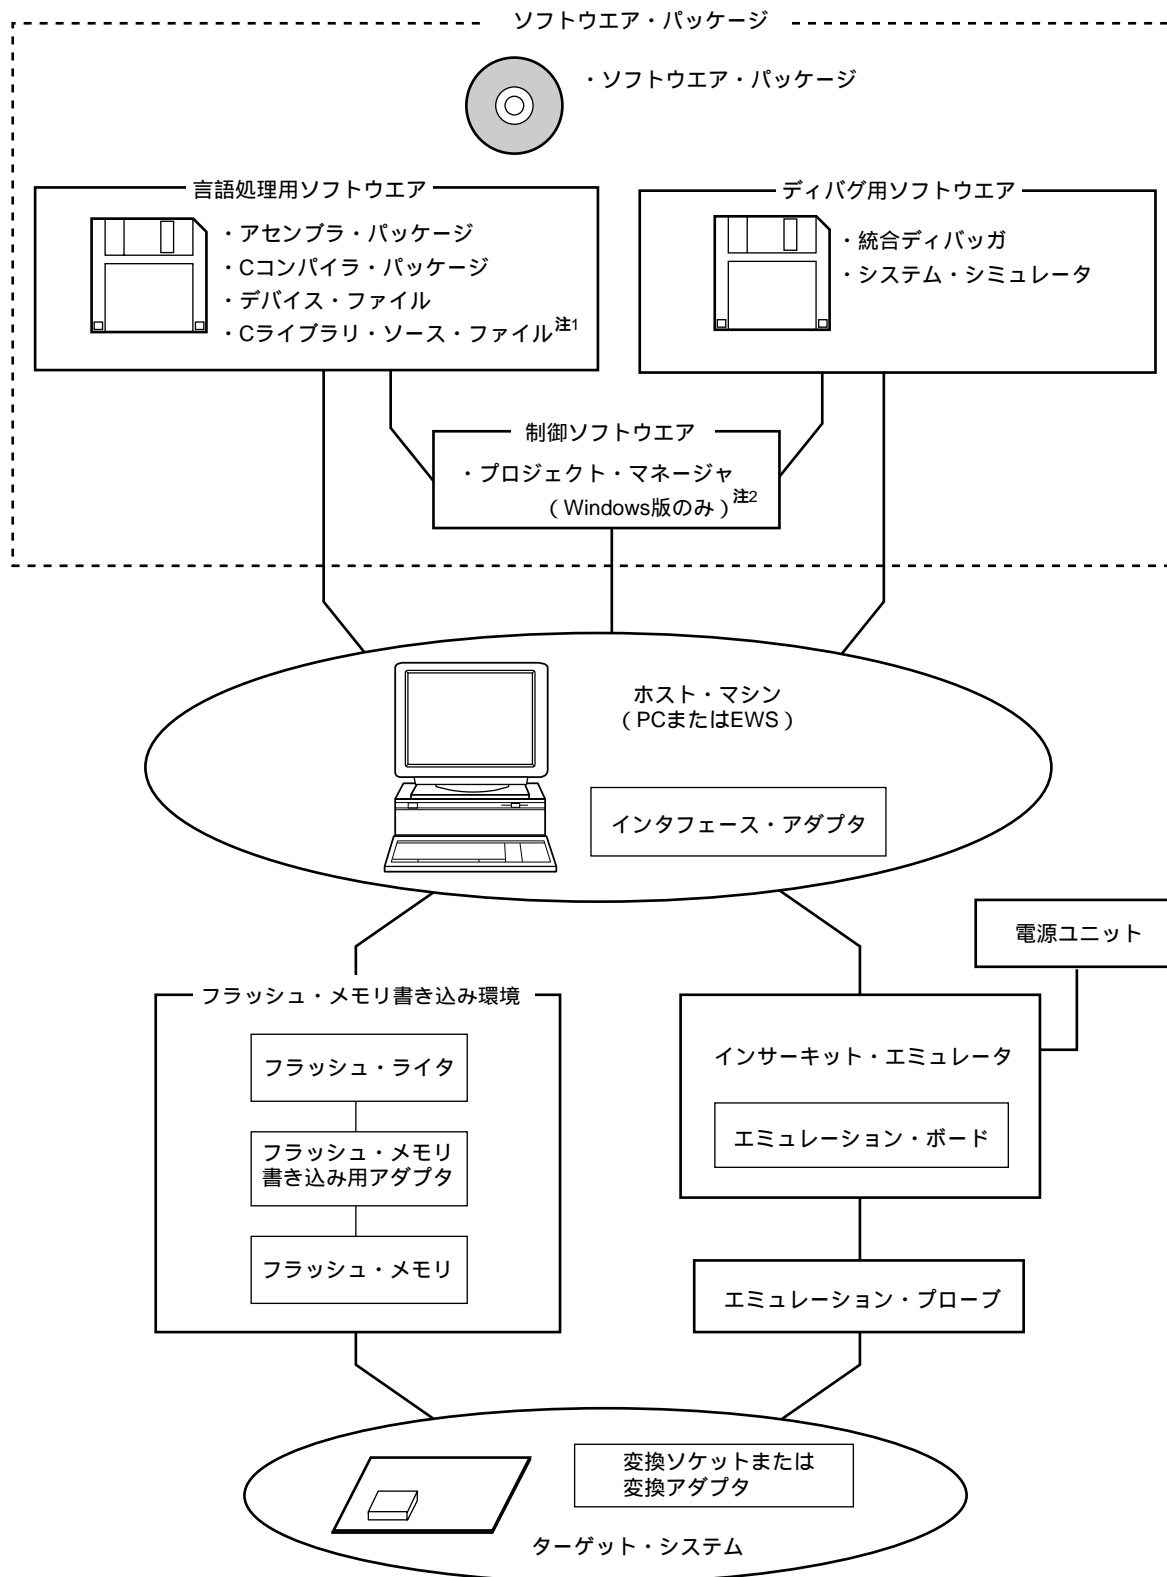 ソフトウエア・パッケージ
・ソフトウエア・パッケージ
言語処理用ソフトウエア
・アセンブラ・パッケージ
・Cコンパイラ・パッケージ
・デバイス・ファイル
・Cライブラリ・ソース・ファイル注1
ディバグ用ソフトウエア
・統合ディバッガ
・システム・シミュレータ
制御ソフトウエア
・プロジェクト・マネージャ
（Windows版のみ）注2
ホスト・マシン
（PCまたはEWS）
インタフェース・アダプタ
電源ユニット
フラッシュ・メモリ書き込み環境
フラッシュ・ライタ
フラッシュ・メモリ
書き込み用アダプタ
フラッシュ・メモリ
インサーキット・エミュレータ
エミュレーション・ボード
エミュレーション・プローブ
変換ソケットまたは
変換アダプタ
ターゲット・システム